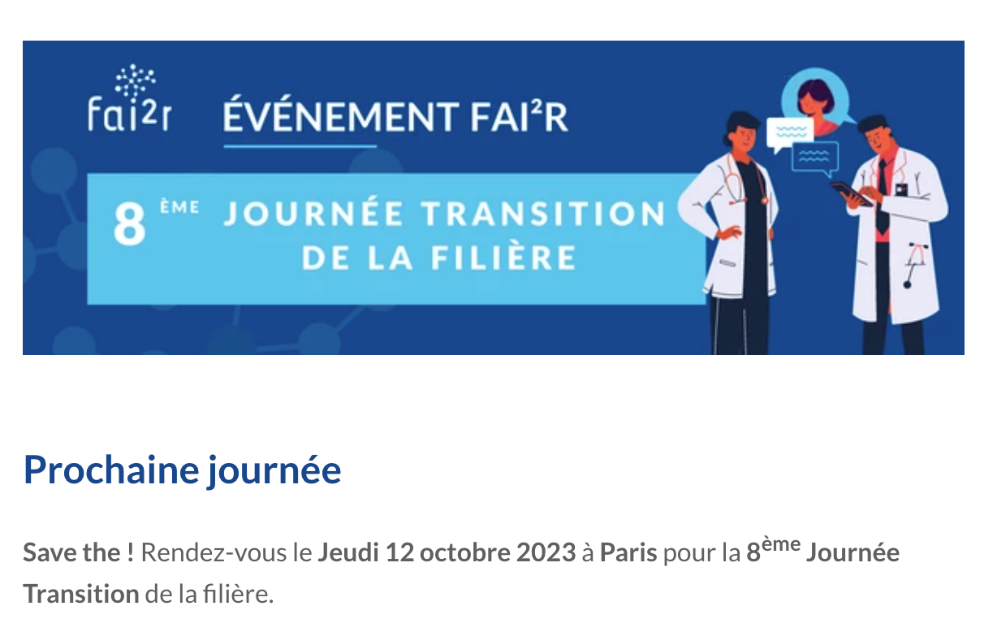 fai2r
ÉVÉNEMENT FAI²R
8 ÈME JOURNÉE TRANSITION
DE LA FILIÈRE
Prochaine journée
Save the ! Rendez-vous le Jeudi 12 octobre 2023 à Paris pour la 8ème Journée
Transition de la filière.